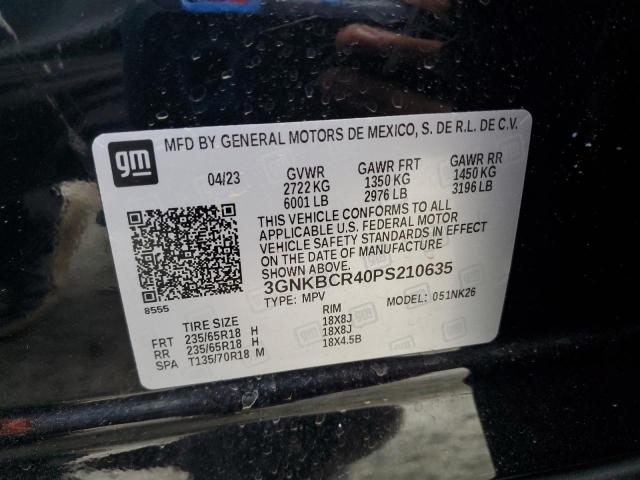 gm
MFD BY GENERAL MOTORS DE MEXICO, S. DE R.L. DE C.V.
04/23 GVWR GAWR FRT GAWR RR
2722 KG 1350 KG 1450 KG
6001 LB 2976 LB 3196 LB
THIS VEHICLE CONFORMS TO ALL
APPLICABLE U.S. FEDERAL MOTOR
VEHICLE SAFETY STANDARDS IN EFFECT
ON THE DATE OF MANUFACTURE
SHOWN ABOVE.
3GNKBCR40PS210635
8555
TYPE: MPV MODEL: 051NK26
TIRE SIZE RIM
FRT 235/65R18 H 18X8J
RR 235/65R18 H 18X8J
SPA T135/70R18 M 18X4.5B